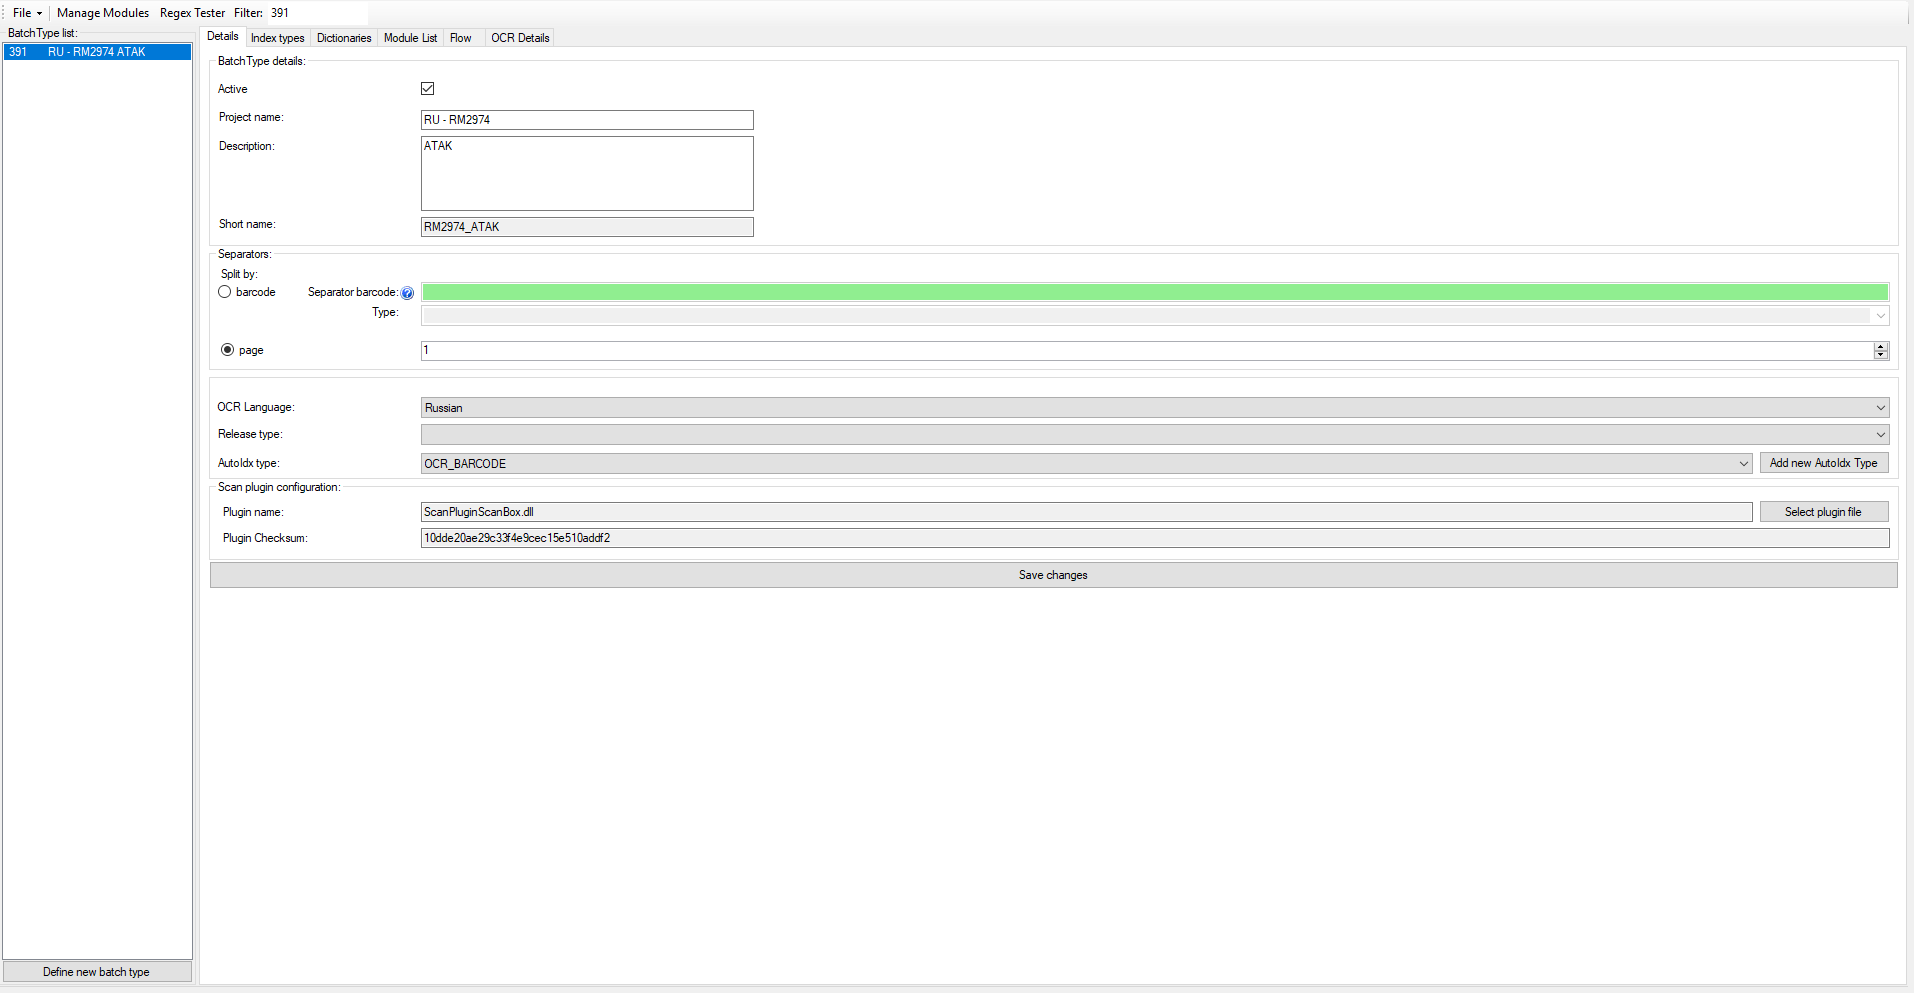 File Manage Modules Regex Tester Filter: 391
BatchType list:
391 RU - RM2974 ATAK
Define new batch type
Details Index types Dictionaries Module List Flow OCR Details
BatchType details:
Active
Project name: RU - RM2974
Description: ATAK
Short name: RM2974_ATAK
Separators:
Split by:
barcode Separator barcode: ?
Type:
page 1
OCR Language: Russian
Release type:
AutoIdx type: OCR_BARCODE Add new AutoIdx Type
Scan plugin configuration:
Plugin name: ScanPluginScanBox.dll Select plugin file
Plugin Checksum: 10dde20ae29c33f4e9cec15e510addf2
Save changes